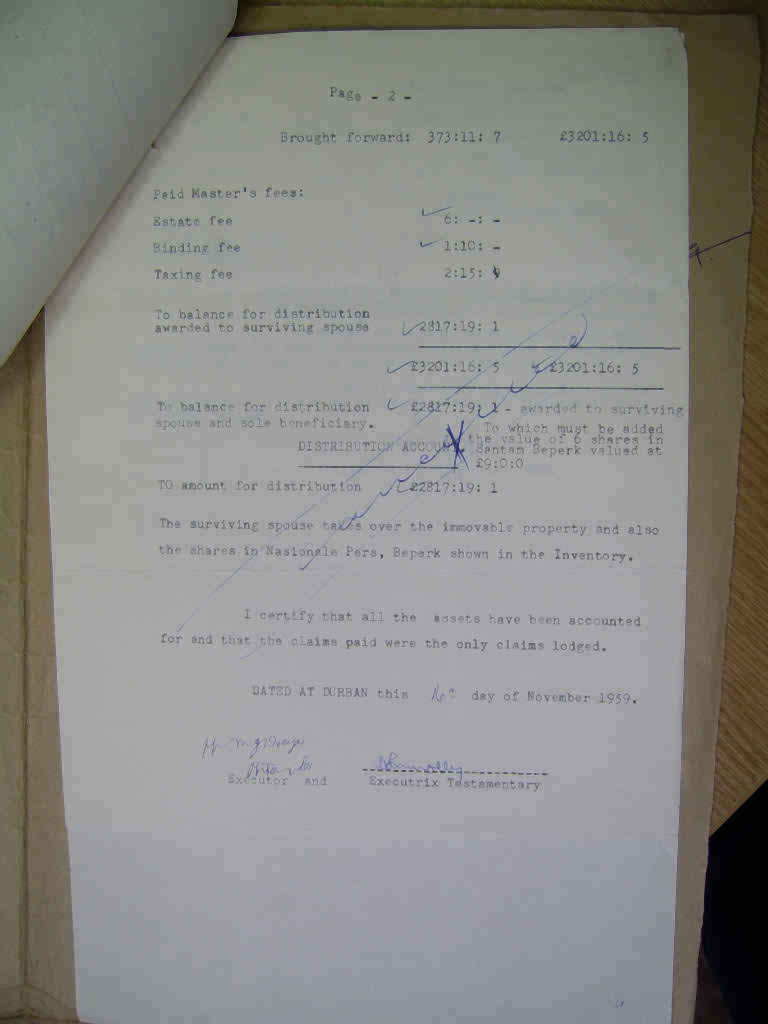 Page - 2 -
Brought forward: 373:11: 7 £3201:16: 5
Paid Master's fees:
Estate fee 6: -: -
Binding fee 1:10: -
Taxing fee 2:15: 9
To balance for distribution
awarded to surviving spouse 2817:19: 1
£3201:16: 5 £3201:16: 5
To balance for distribution £2817:19: 1 - awarded to surviving
spouse and sole beneficiary.
To which must be added
the value of 6 shares in
DISTRIBUTION ACCOUNT. Santam Beperk valued at
£9:0:0
TO amount for distribution £2817:19: 1
The surviving spouse takes over the immovable property and also
the shares in Nasionale Pers, Beperk shown in the Inventory.
I certify that all the assets have been accounted
for and that the claims paid were the only claims lodged.
DATED AT DURBAN this 16th day of November 1959.
Executor and Executrix Testamentary